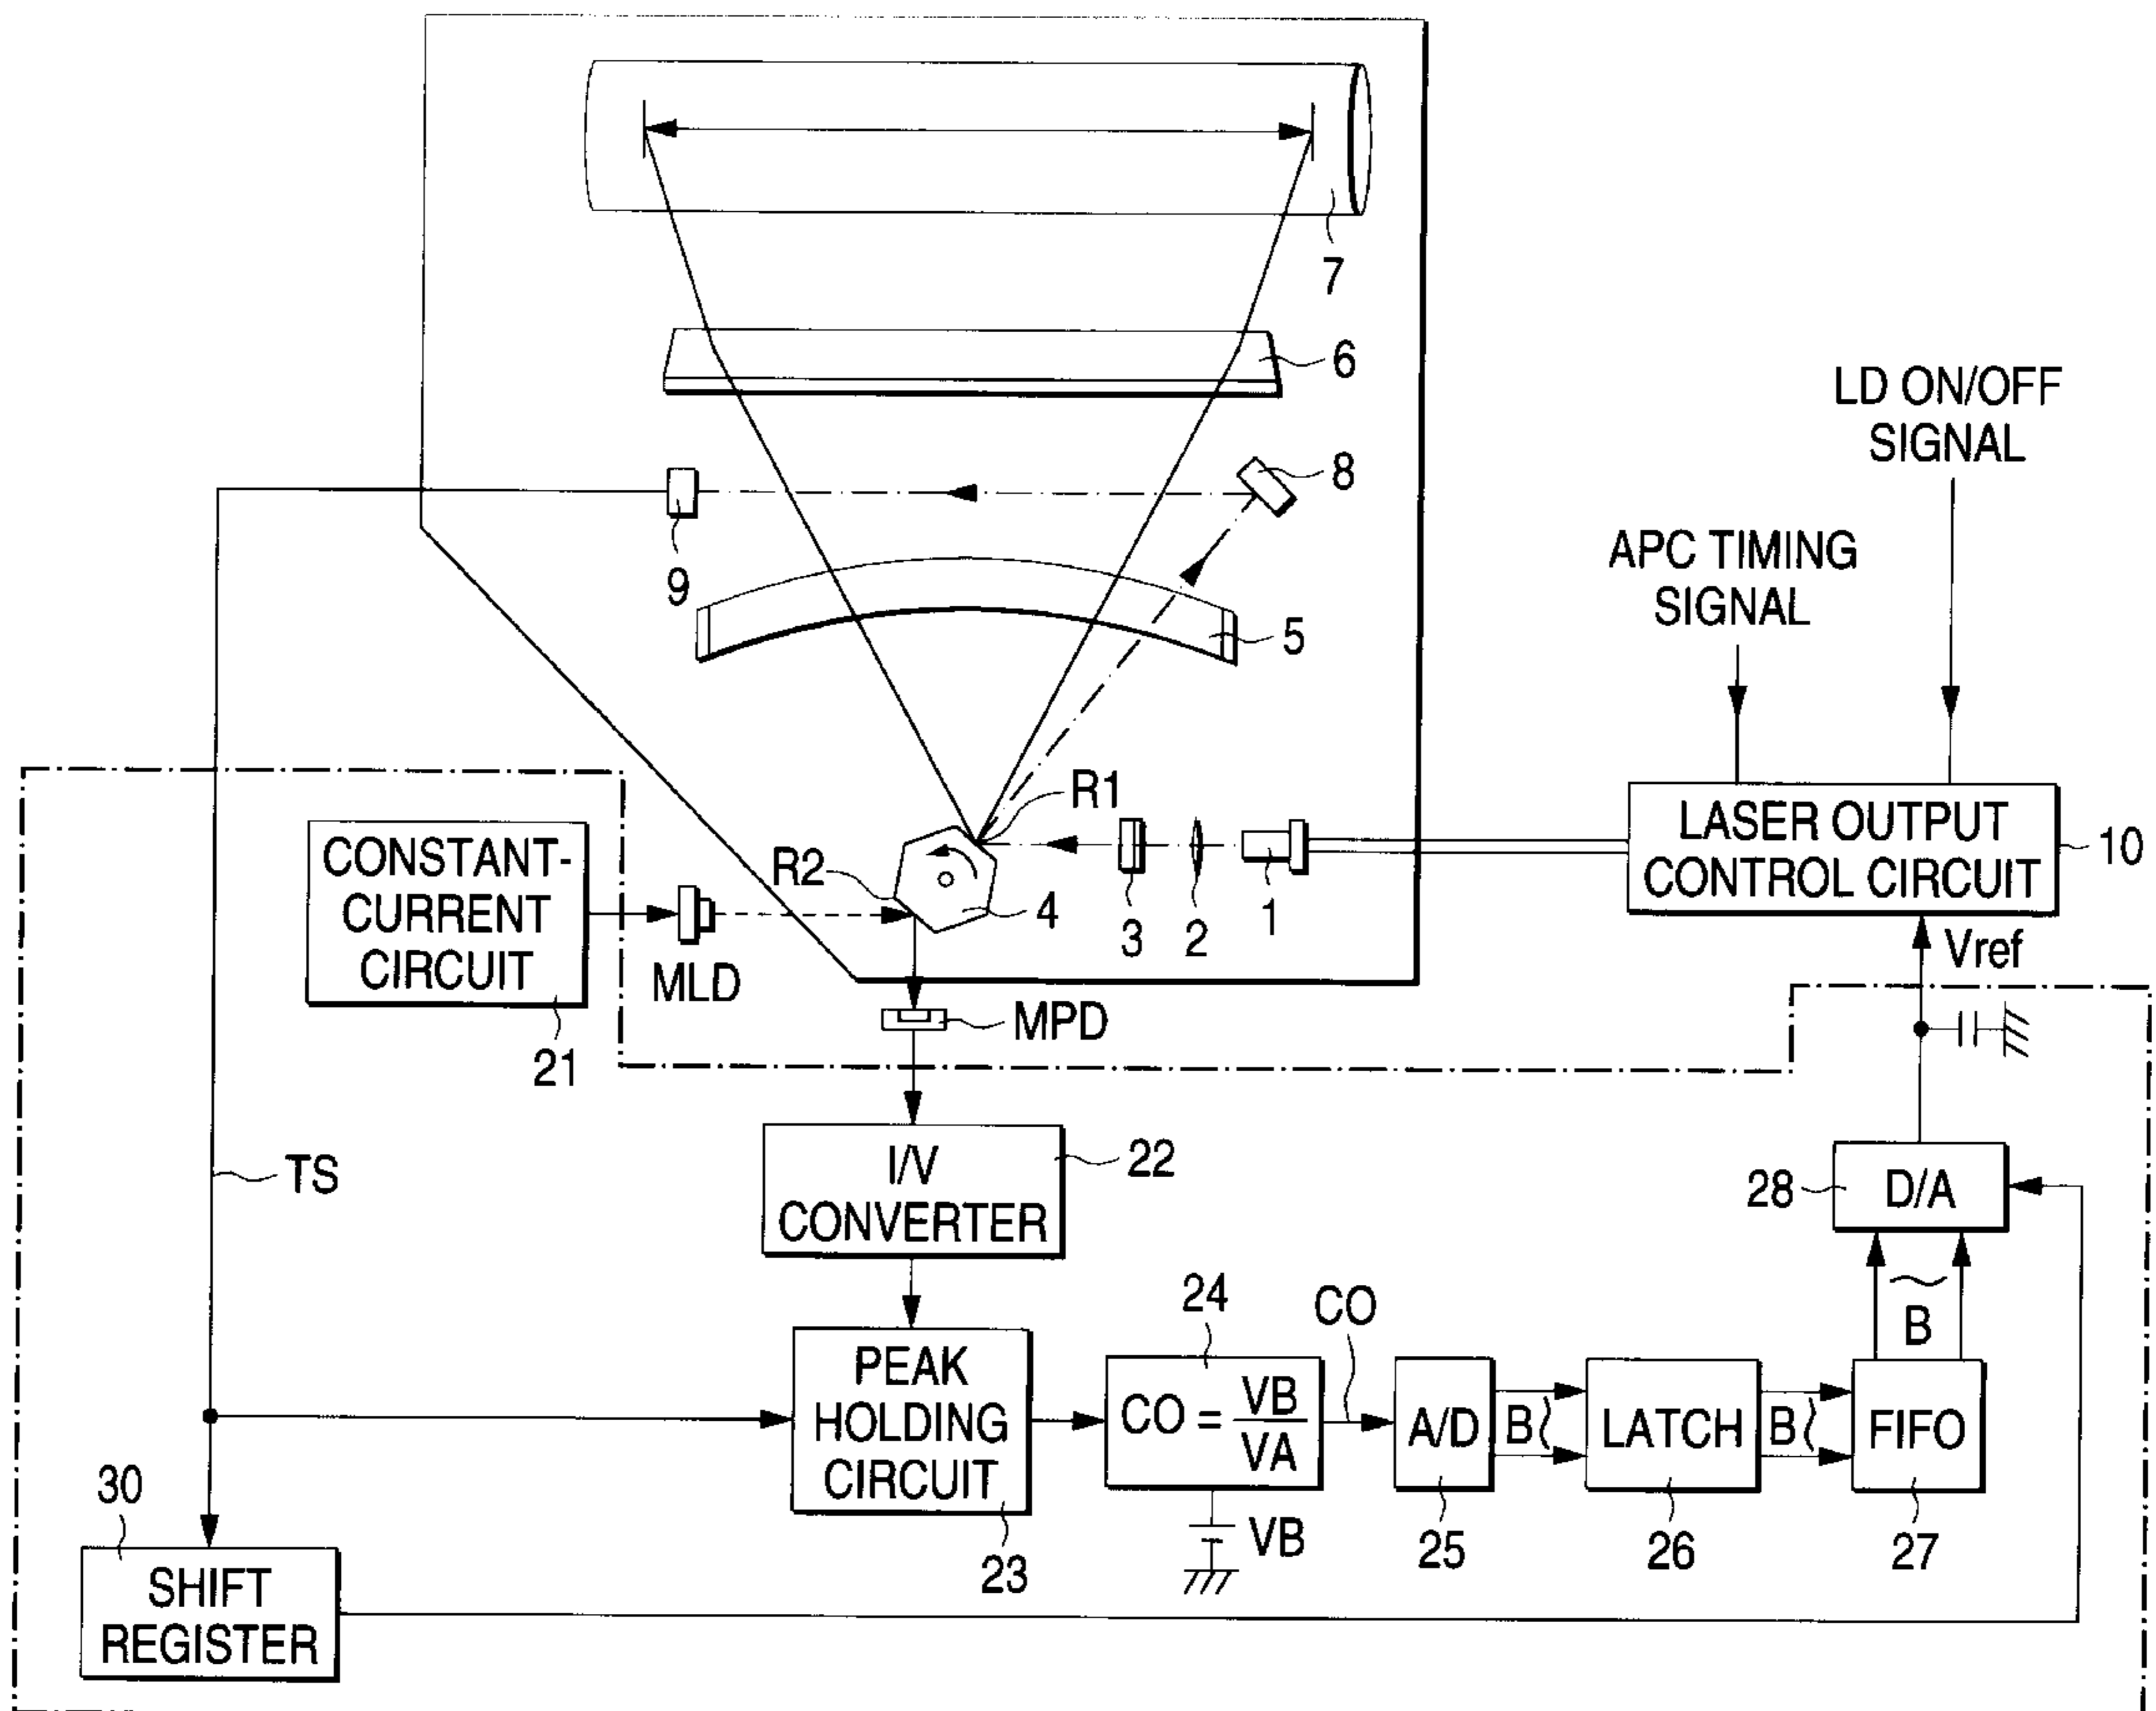 7
6
LD ON/OFF
SIGNAL
8
9
APC TIMING
SIGNAL
5
R1
CONSTANT-
CURRENT
CIRCUIT
21
MLD
R2
4
3
2
1
LASER OUTPUT
CONTROL CIRCUIT
10
Vref
MPD
TS
I/V
CONVERTER
22
28
D/A
B
PEAK
HOLDING
CIRCUIT
23
24
CO = VB
VA
VB
CO
A/D
25
B
LATCH
26
B
FIFO
27
30
SHIFT
REGISTER